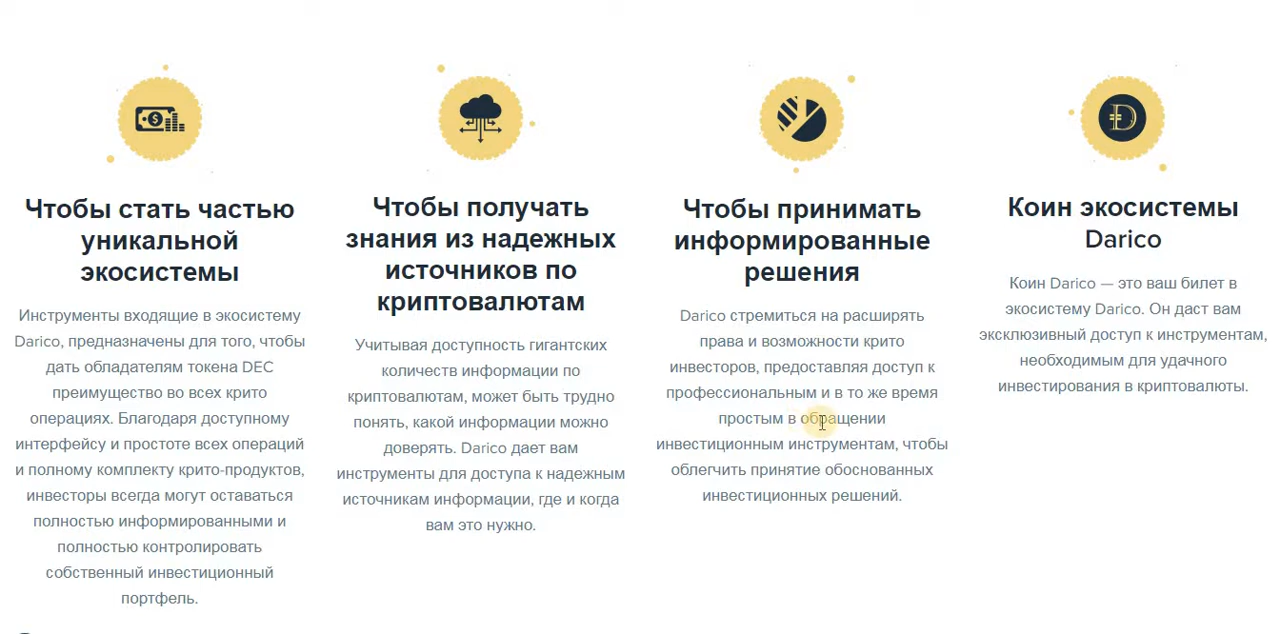 Чтобы стать частью
уникальной
экосистемы
Инструменты входящие в экосистему
Darico, предназначены для того, чтобы
дать обладателям токена DEC
преимущество во всех крито
операциях. Благодаря доступному
интерфейсу и простоте всех операций
и полному комплекту крито-продуктов,
инвесторы всегда могут оставаться
полностью информированными и
полностью контролировать
собственный инвестиционный
портфель.
Чтобы получать
знания из надежных
источников по
криптовалютам
Учитывая доступность гигантских
количеств информации по
криптовалютам, может быть трудно
понять, какой информации можно
доверять. Darico дает вам
инструменты для доступа к надежным
источникам информации, где и когда
вам это нужно.
Чтобы принимать
информированные
решения
Darico стремиться на расширять
права и возможности крито
инвесторов, предоставляя доступ к
профессиональным и в то же время
простым в обращении
инвестиционным инструментам, чтобы
облегчить принятие обоснованных
инвестиционных решений.
Коин экосистемы
Darico
Коин Darico — это ваш билет в
экосистему Darico. Он даст вам
эксклюзивный доступ к инструментам,
необходимым для удачного
инвестирования в криптовалюты.